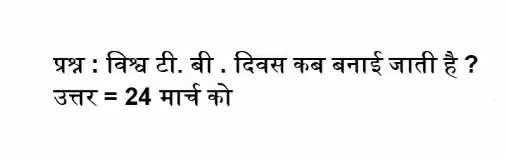 प्रश्न : विश्व टी. बी . दिवस कब बनाई जाती है ?
उत्तर = 24 मार्च को